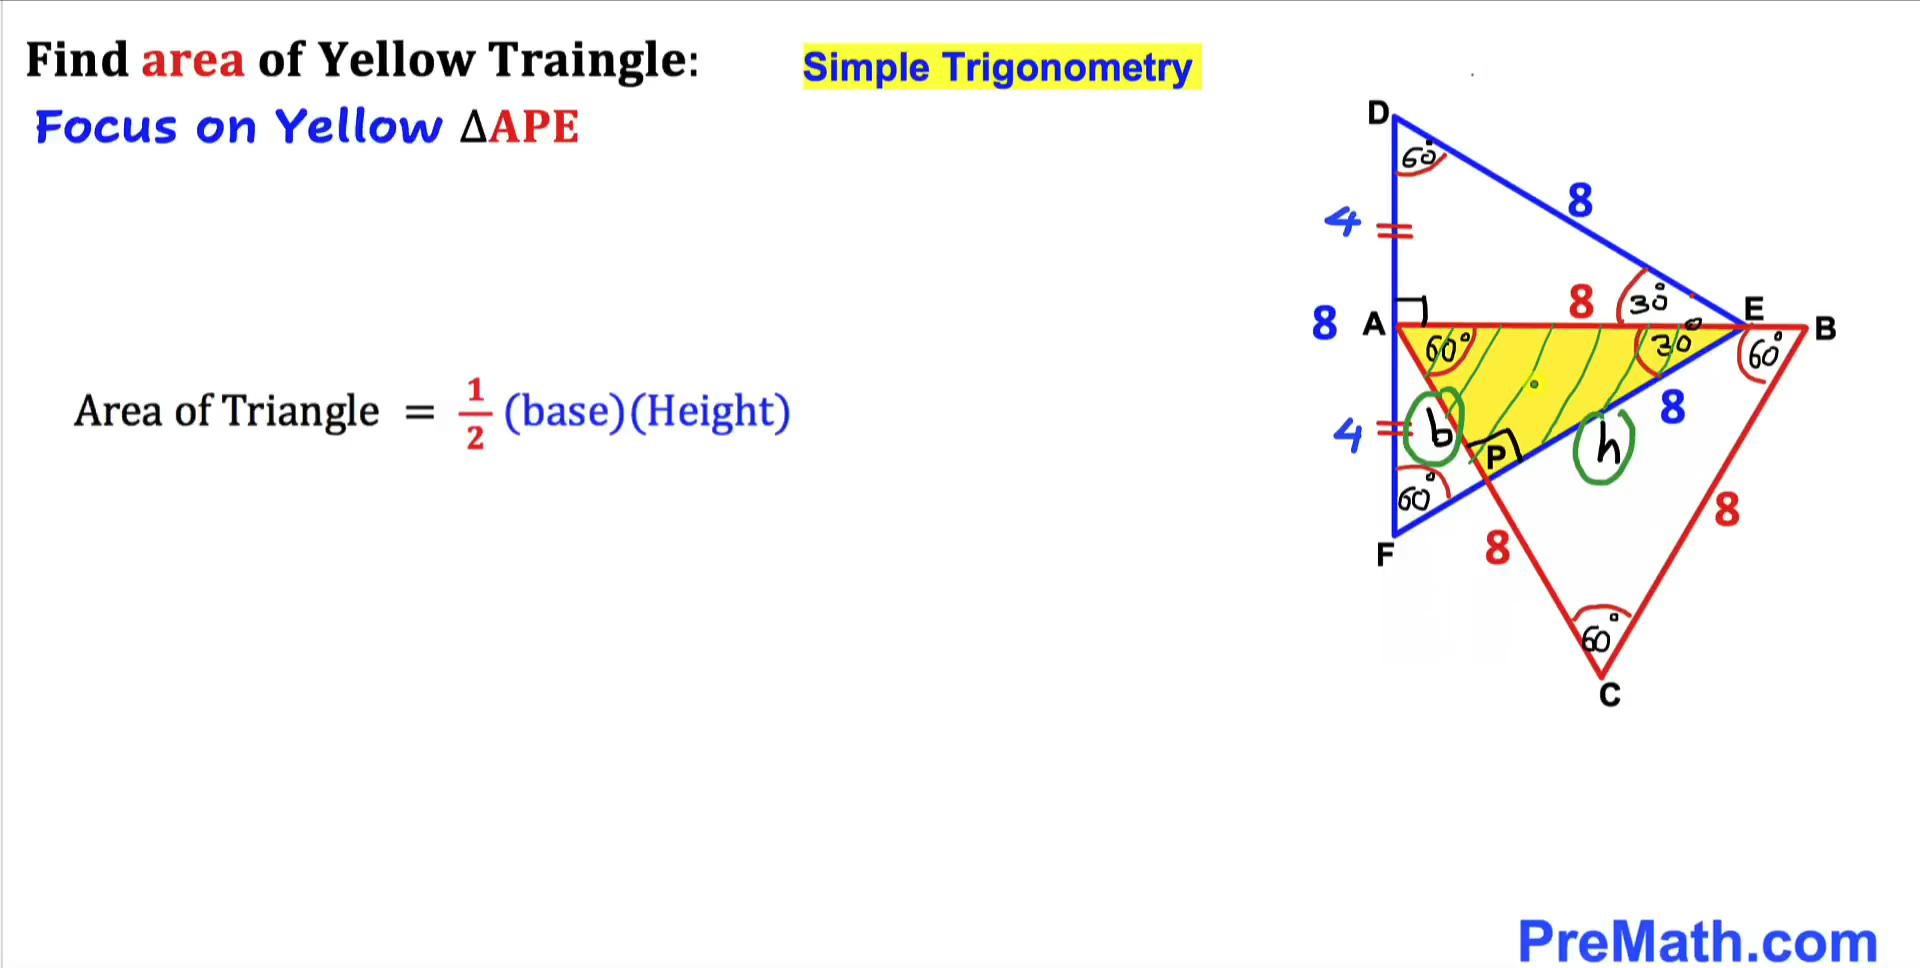 Find area of Yellow Traingle:
Simple Trigonometry
Focus on Yellow ΔAPE
D
60°
8
4
8
30°
E
8 A
B
60°
30°
60°
8
4
b
P
h
60°
8
F
8
60°
C
Area of Triangle = 1/2 (base)(Height)
PreMath.com